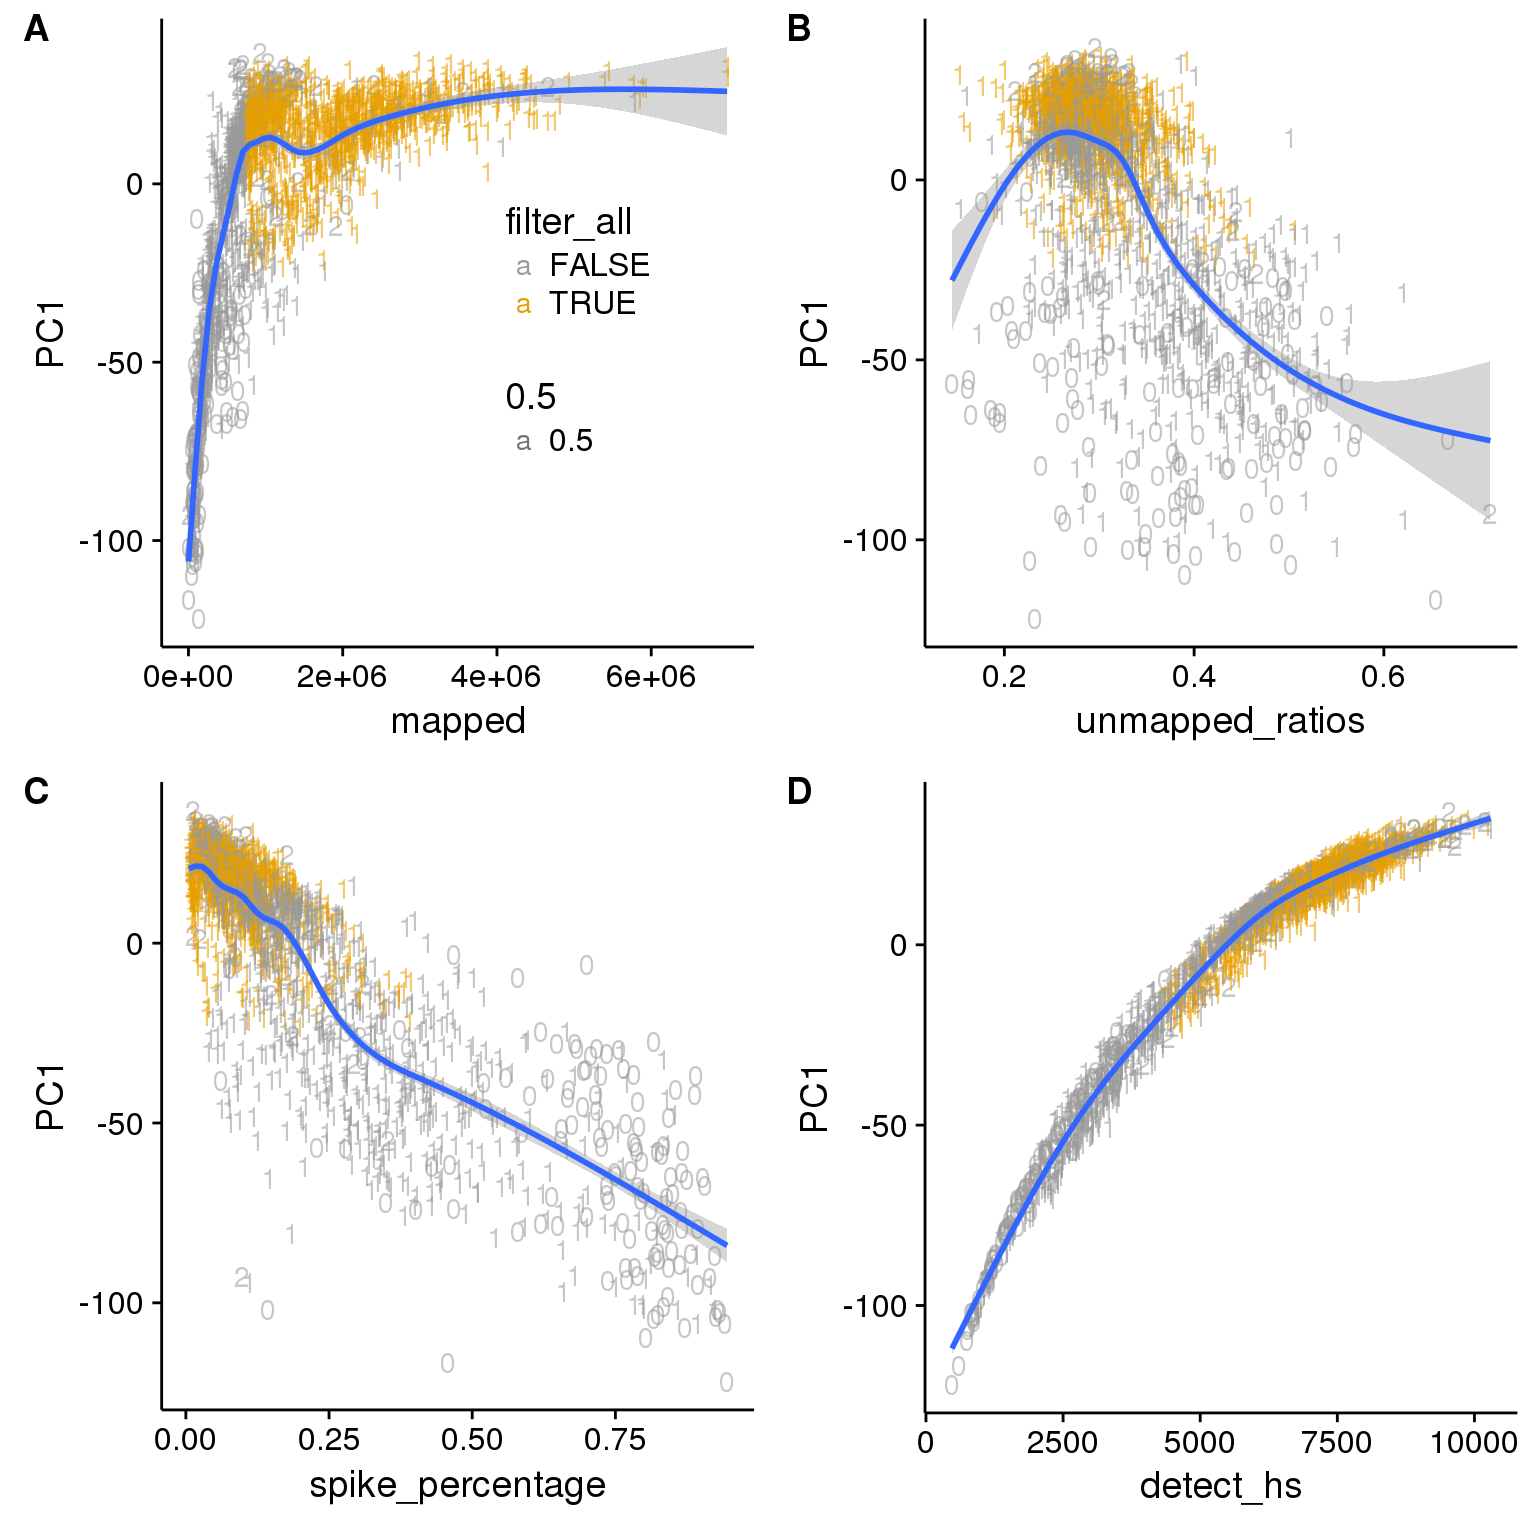 A
PC1
0
-50
-100
0e+00 2e+06 4e+06 6e+06
mapped
filter_all
a FALSE
a TRUE
0.5
a 0.5
B
PC1
0
-50
-100
0.2 0.4 0.6
unmapped_ratios
C
PC1
0
-50
-100
0.00 0.25 0.50 0.75
spike_percentage
D
PC1
0
-50
-100
0 2500 5000 7500 10000
detect_hs